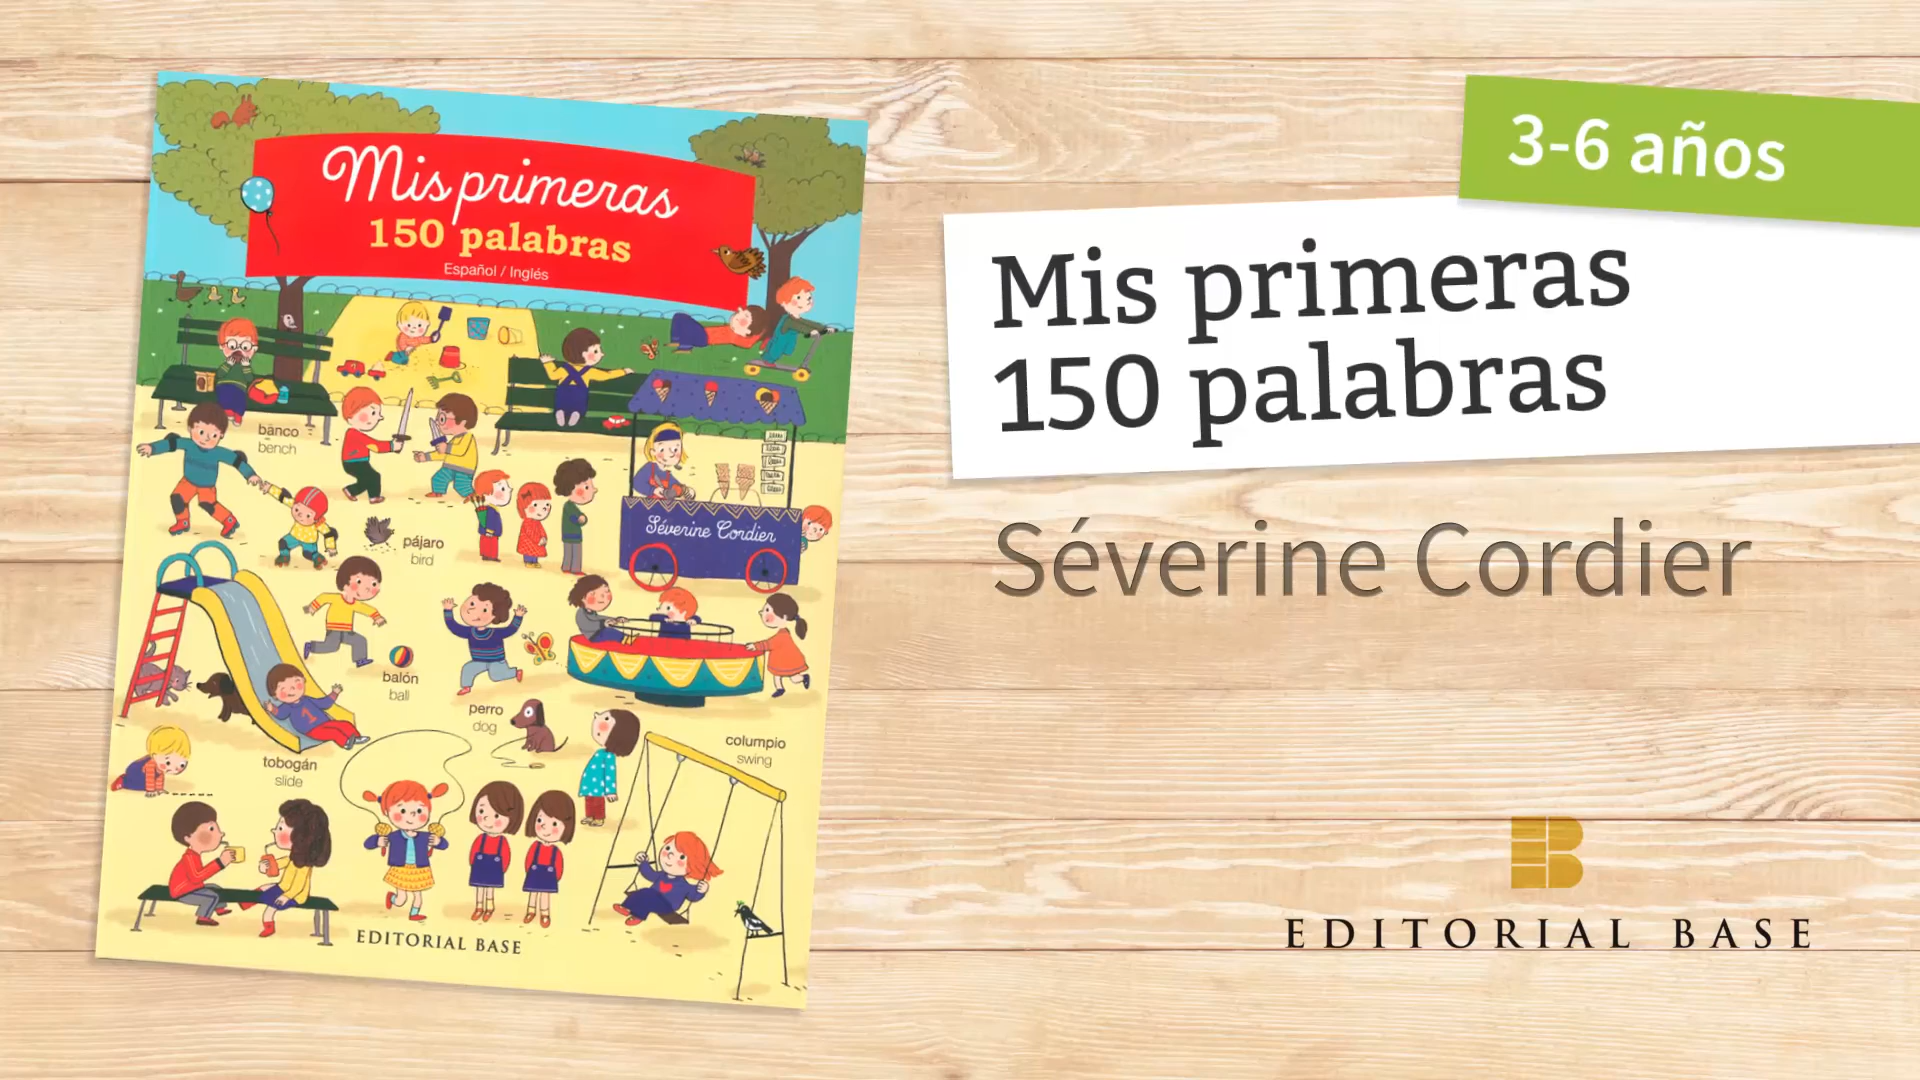 Mis primeras
150 palabras
Español / Inglés
banco
bench
pájaro
bird
Séverine Cordier
balón
ball
perro
dog
columpio
swing
tobogán
slide
EDITORIAL BASE
3-6 años
Mis primeras
150 palabras
Séverine Cordier
EDITORIAL BASE